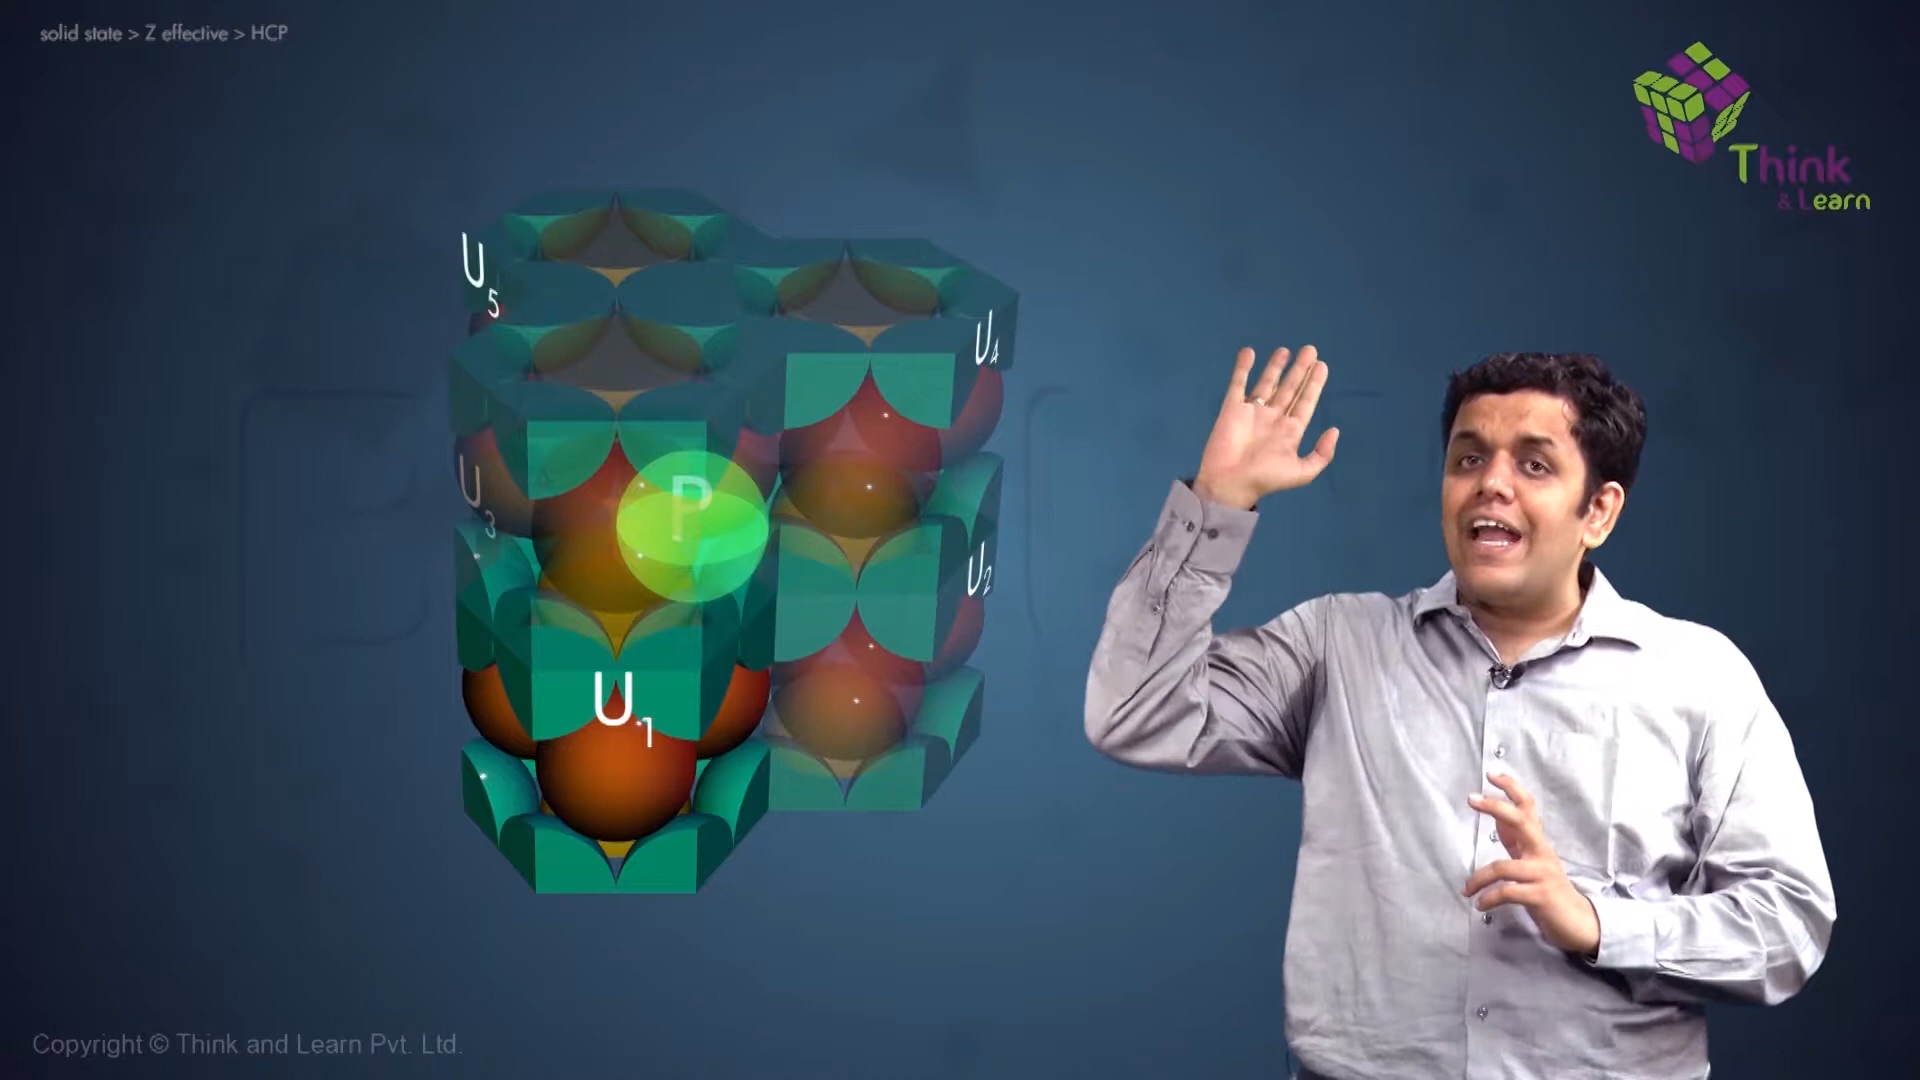 solid state > Z effective > HCP
Think
& Learn
U5
U4
P
U3
U2
U1
Copyright © Think and Learn Pvt. Ltd.